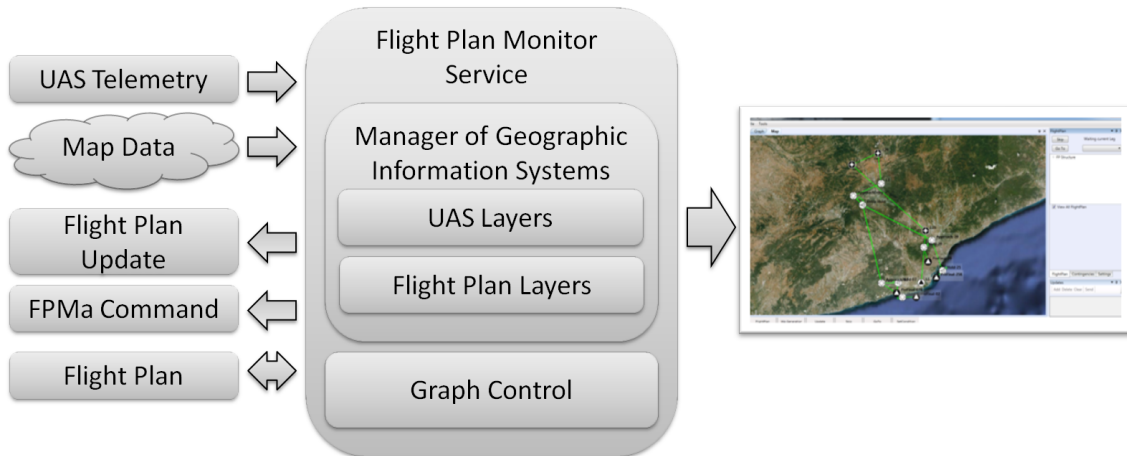 Flight Plan Monitor
Service
UAS Telemetry
Map Data
Manager of Geographic
Information Systems
UAS Layers
Flight Plan
Update
Flight Plan Layers
FPMa Command
Flight Plan
Graph Control